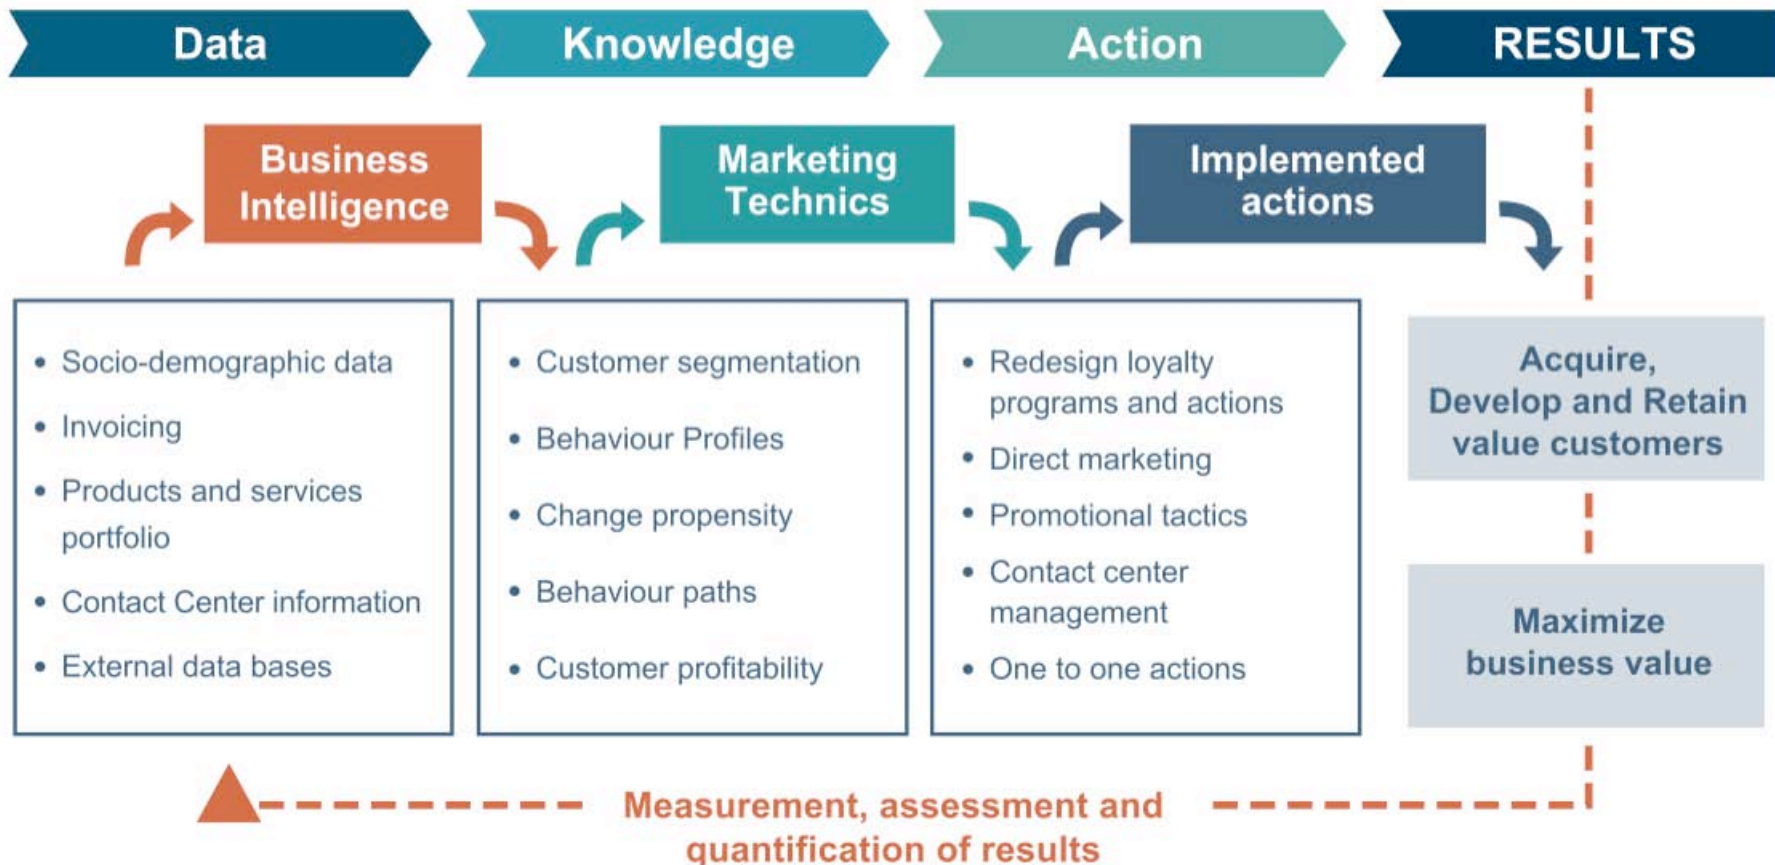 Data
Knowledge
Action
RESULTS
Business
Intelligence
Marketing
Technics
Implemented
actions
• Socio-demographic data
• Invoicing
• Products and services
portfolio
• Contact Center information
• External data bases
• Customer segmentation
• Behaviour Profiles
• Change propensity
• Behaviour paths
• Customer profitability
• Redesign loyalty
programs and actions
• Direct marketing
• Promotional tactics
• Contact center
management
• One to one actions
Acquire,
Develop and Retain
value customers
Maximize
business value
Measurement, assessment and
quantification of results